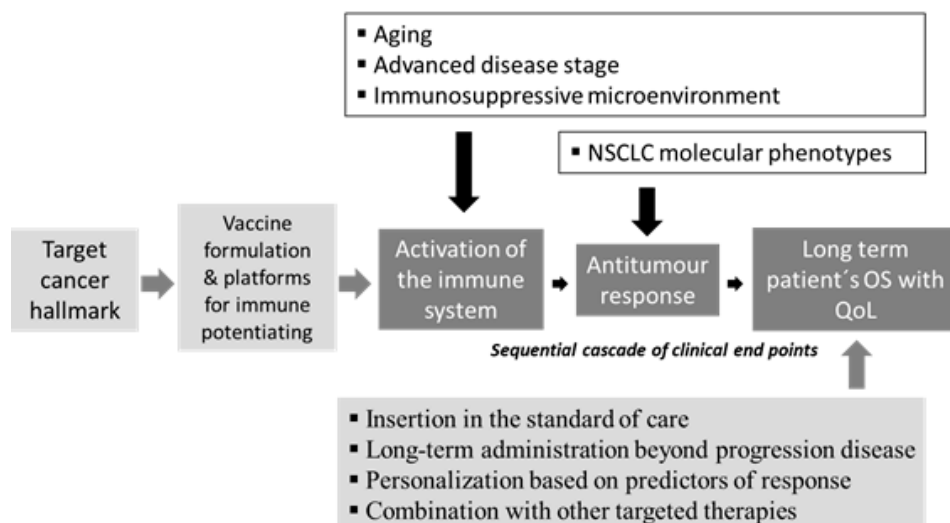 ▪ Aging
▪ Advanced disease stage
▪ Immunosuppressive microenvironment
▪ NSCLC molecular phenotypes
Target
cancer
hallmark
Vaccine
formulation
& platforms
for immune
potentiating
Activation of
the immune
system
Antitumour
response
Long term
patient´s OS with
QoL
Sequential cascade of clinical end points
▪ Insertion in the standard of care
▪ Long-term administration beyond progression disease
▪ Personalization based on predictors of response
▪ Combination with other targeted therapies